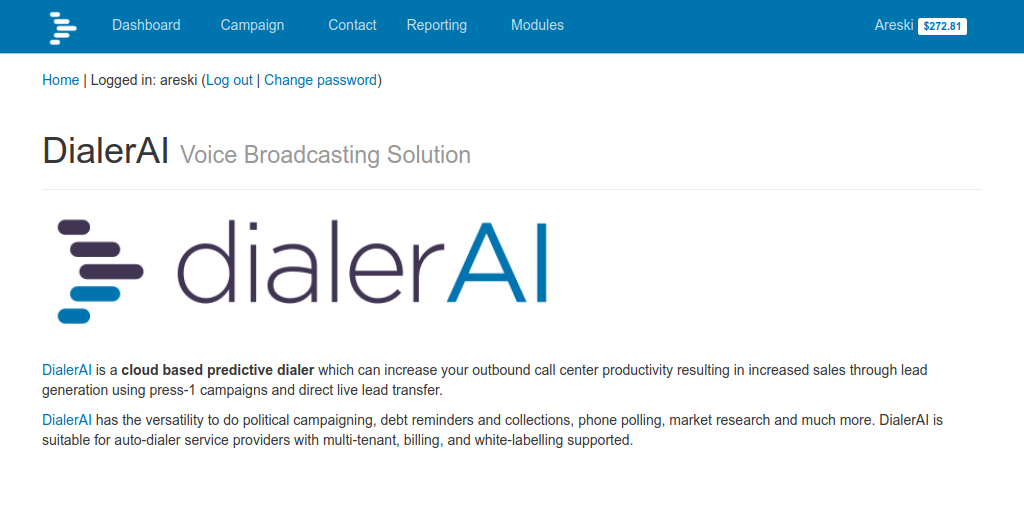 Dashboard Campaign Contact Reporting Modules Areski $272.81
Home | Logged in: areski (Log out | Change password)
DialerAI Voice Broadcasting Solution
dialerAI
DialerAI is a cloud based predictive dialer which can increase your outbound call center productivity resulting in increased sales through lead
generation using press-1 campaigns and direct live lead transfer.
DialerAI has the versatility to do political campaigning, debt reminders and collections, phone polling, market research and much more. DialerAI is
suitable for auto-dialer service providers with multi-tenant, billing, and white-labelling supported.